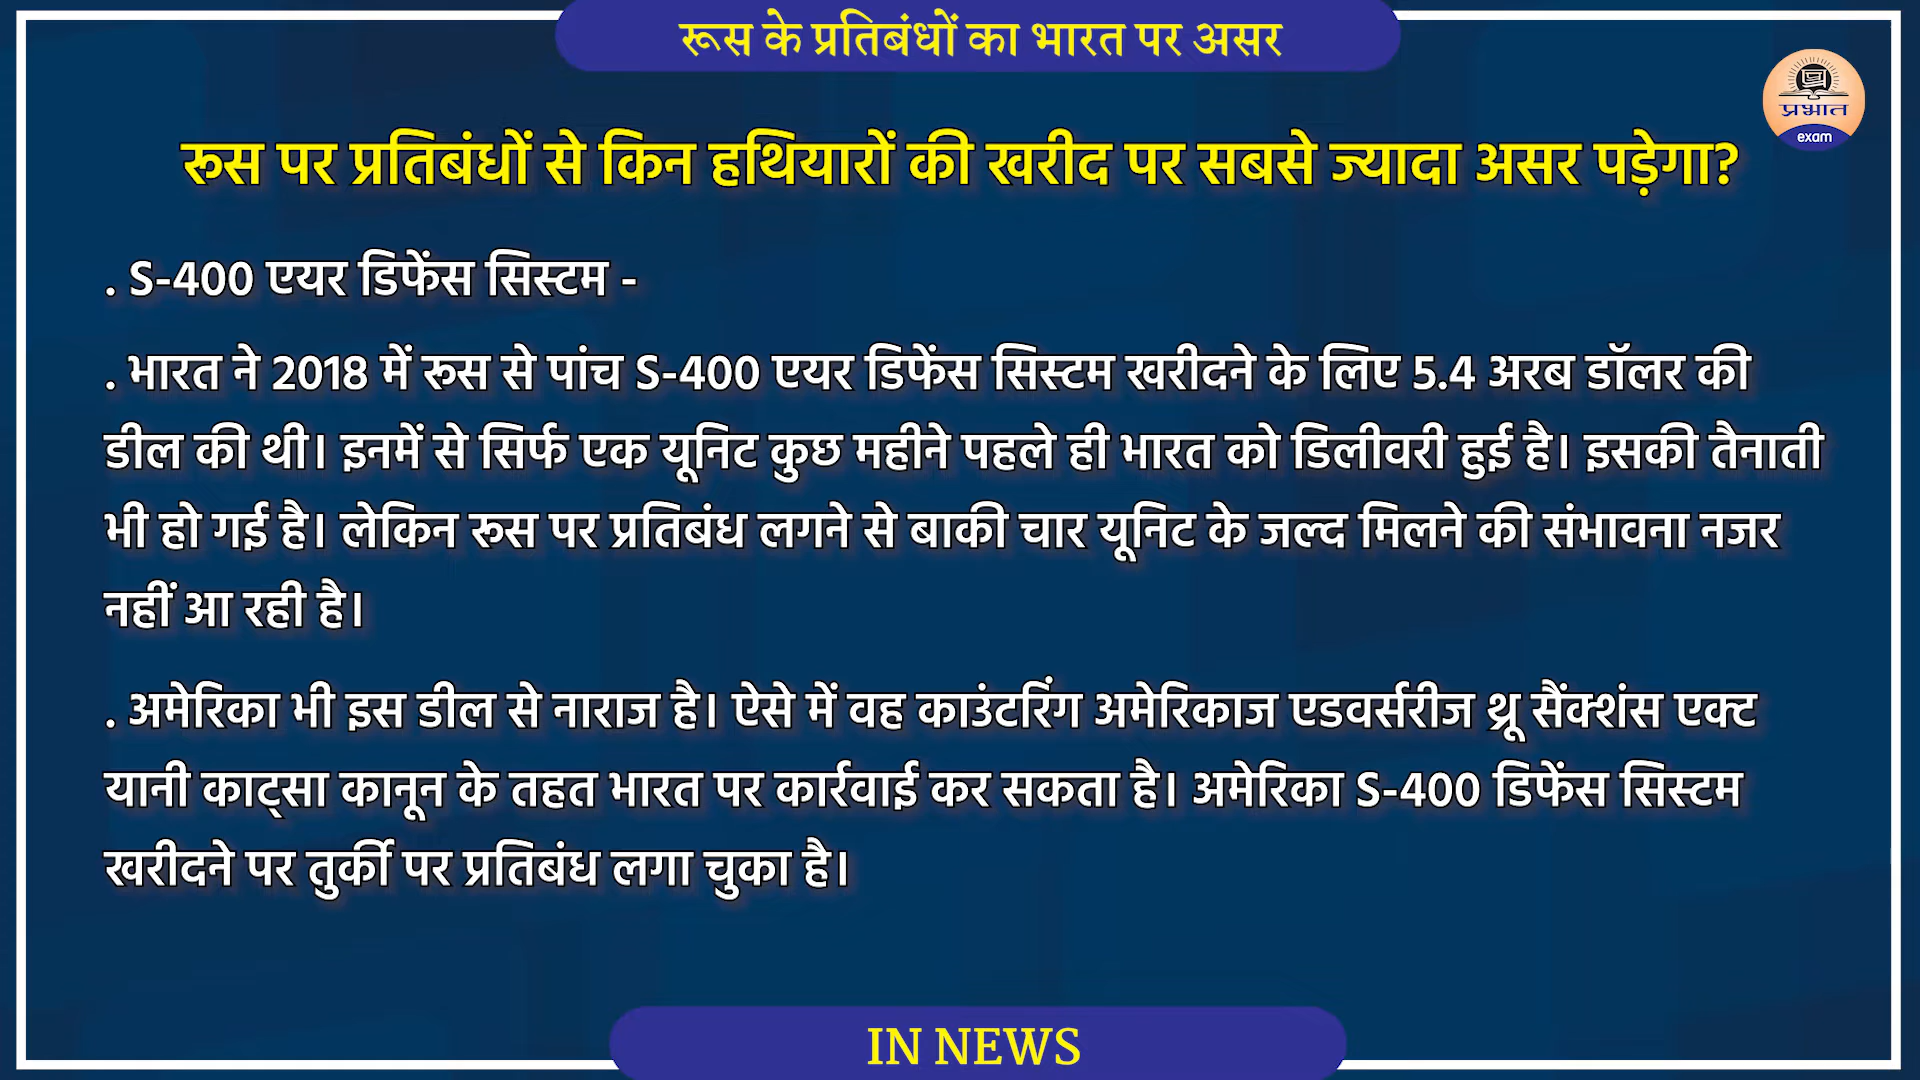 रूस के प्रतिबंधों का भारत पर असर
प्रभात
exam
रूस पर प्रतिबंधों से किन हथियारों की खरीद पर सबसे ज्यादा असर पड़ेगा?
. S-400 एयर डिफेंस सिस्टम -
. भारत ने 2018 में रूस से पांच S-400 एयर डिफेंस सिस्टम खरीदने के लिए 5.4 अरब डॉलर की
डील की थी। इनमें से सिर्फ एक यूनिट कुछ महीने पहले ही भारत को डिलीवरी हुई है। इसकी तैनाती
भी हो गई है। लेकिन रूस पर प्रतिबंध लगने से बाकी चार यूनिट के जल्द मिलने की संभावना नजर
नहीं आ रही है।
. अमेरिका भी इस डील से नाराज है। ऐसे में वह काउंटरिंग अमेरिकाज एडवर्सरीज थ्रू सैंक्शंस एक्ट
यानी काट्सा कानून के तहत भारत पर कार्रवाई कर सकता है। अमेरिका S-400 डिफेंस सिस्टम
खरीदने पर तुर्की पर प्रतिबंध लगा चुका है।
IN NEWS